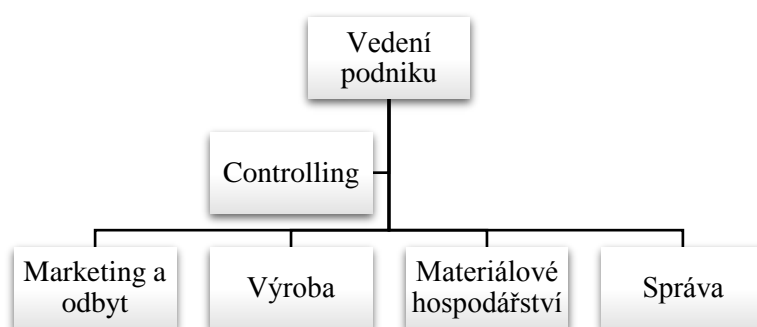 Vedení
podniku
Controlling
Marketing a
odbyt
Výroba
Materiálové
hospodářství
Správa